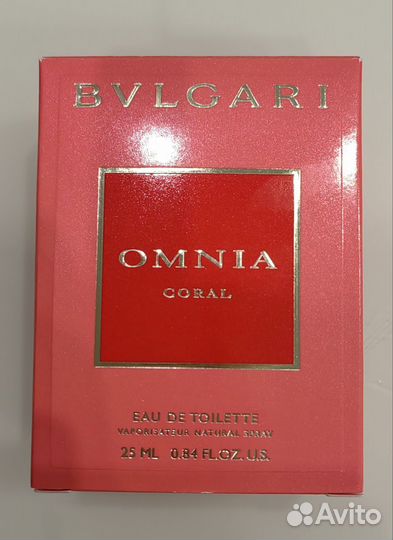 BVLGARI
OMNIA
CORAL
EAU DE TOILETTE
VAPORISATEUR NATURAL SPRAY
25 ML 0.84 FL.OZ. U.S.
Avito